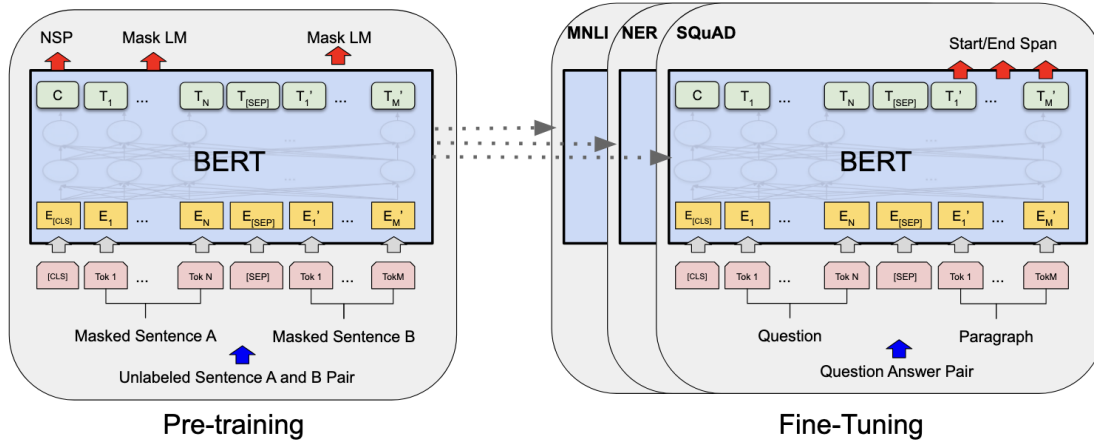 NSP Mask LM Mask LM
C T1 ... TN T[SEP] T1' ... TM'
...
BERT
...
E[CLS] E1 ... EN E[SEP] E1' ... EM'
[CLS] Tok 1 ... Tok N [SEP] Tok 1 ... TokM
Masked Sentence A Masked Sentence B
Unlabeled Sentence A and B Pair
Pre-training
MNLI NER SQuAD
Start/End Span
C T1 ... TN T[SEP] T1' ... TM'
...
BERT
...
E[CLS] E1 ... EN E[SEP] E1' ... EM'
[CLS] Tok 1 ... Tok N [SEP] Tok 1 ... TokM
Question Paragraph
Question Answer Pair
Fine-Tuning